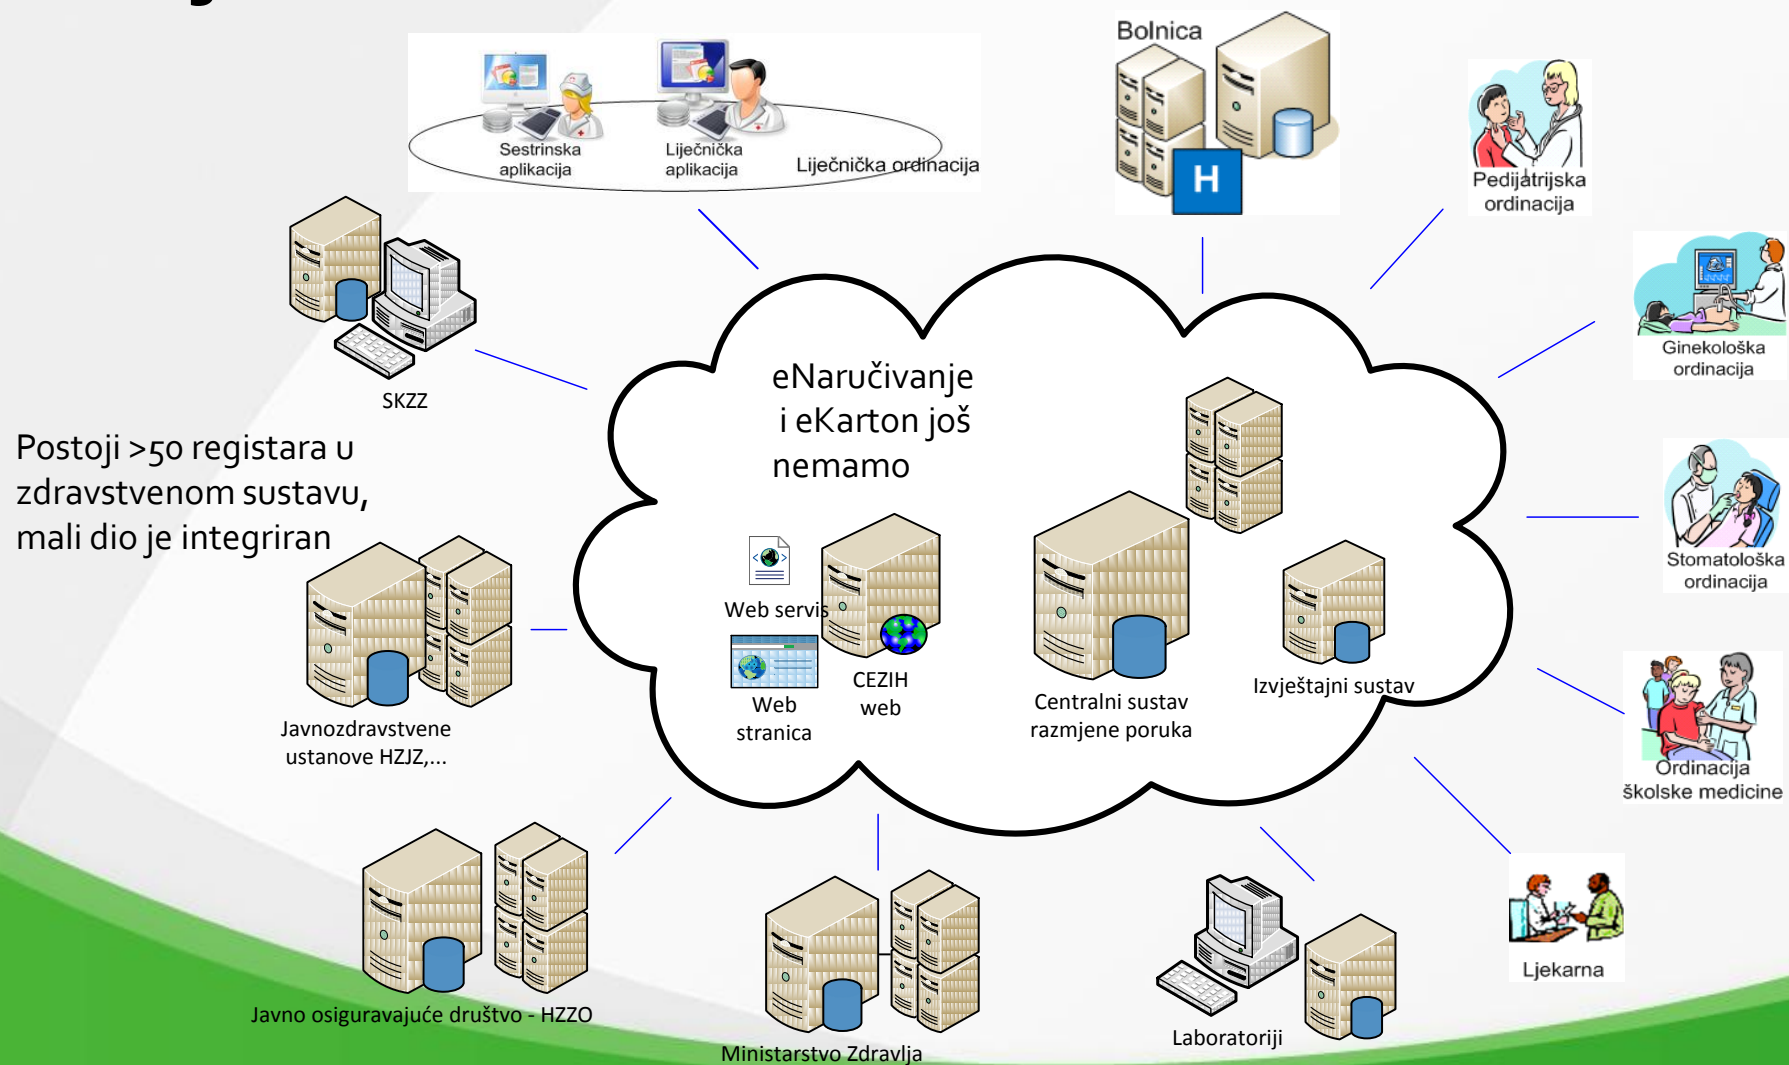 Bolnica
H
Sestrinska
aplikacija
Liječnička
aplikacija
Liječnička ordinacija
Pedijatrijska
ordinacija
Ginekološka
ordinacija
SKZZ
eNaručivanje
i eKarton još
nemamo
Postoji >50 registara u
zdravstvenom sustavu,
mali dio je integriran
Stomatološka
ordinacija
Web servis
CEZIH
web
Web
stranica
Centralni sustav
razmjene poruka
Izvještajni sustav
Javnozdravstvene
ustanove HZJZ,...
Ordinacija
školske medicine
Ljekarna
Javno osiguravajuće društvo - HZZO
Ministarstvo Zdravlja
Laboratoriji